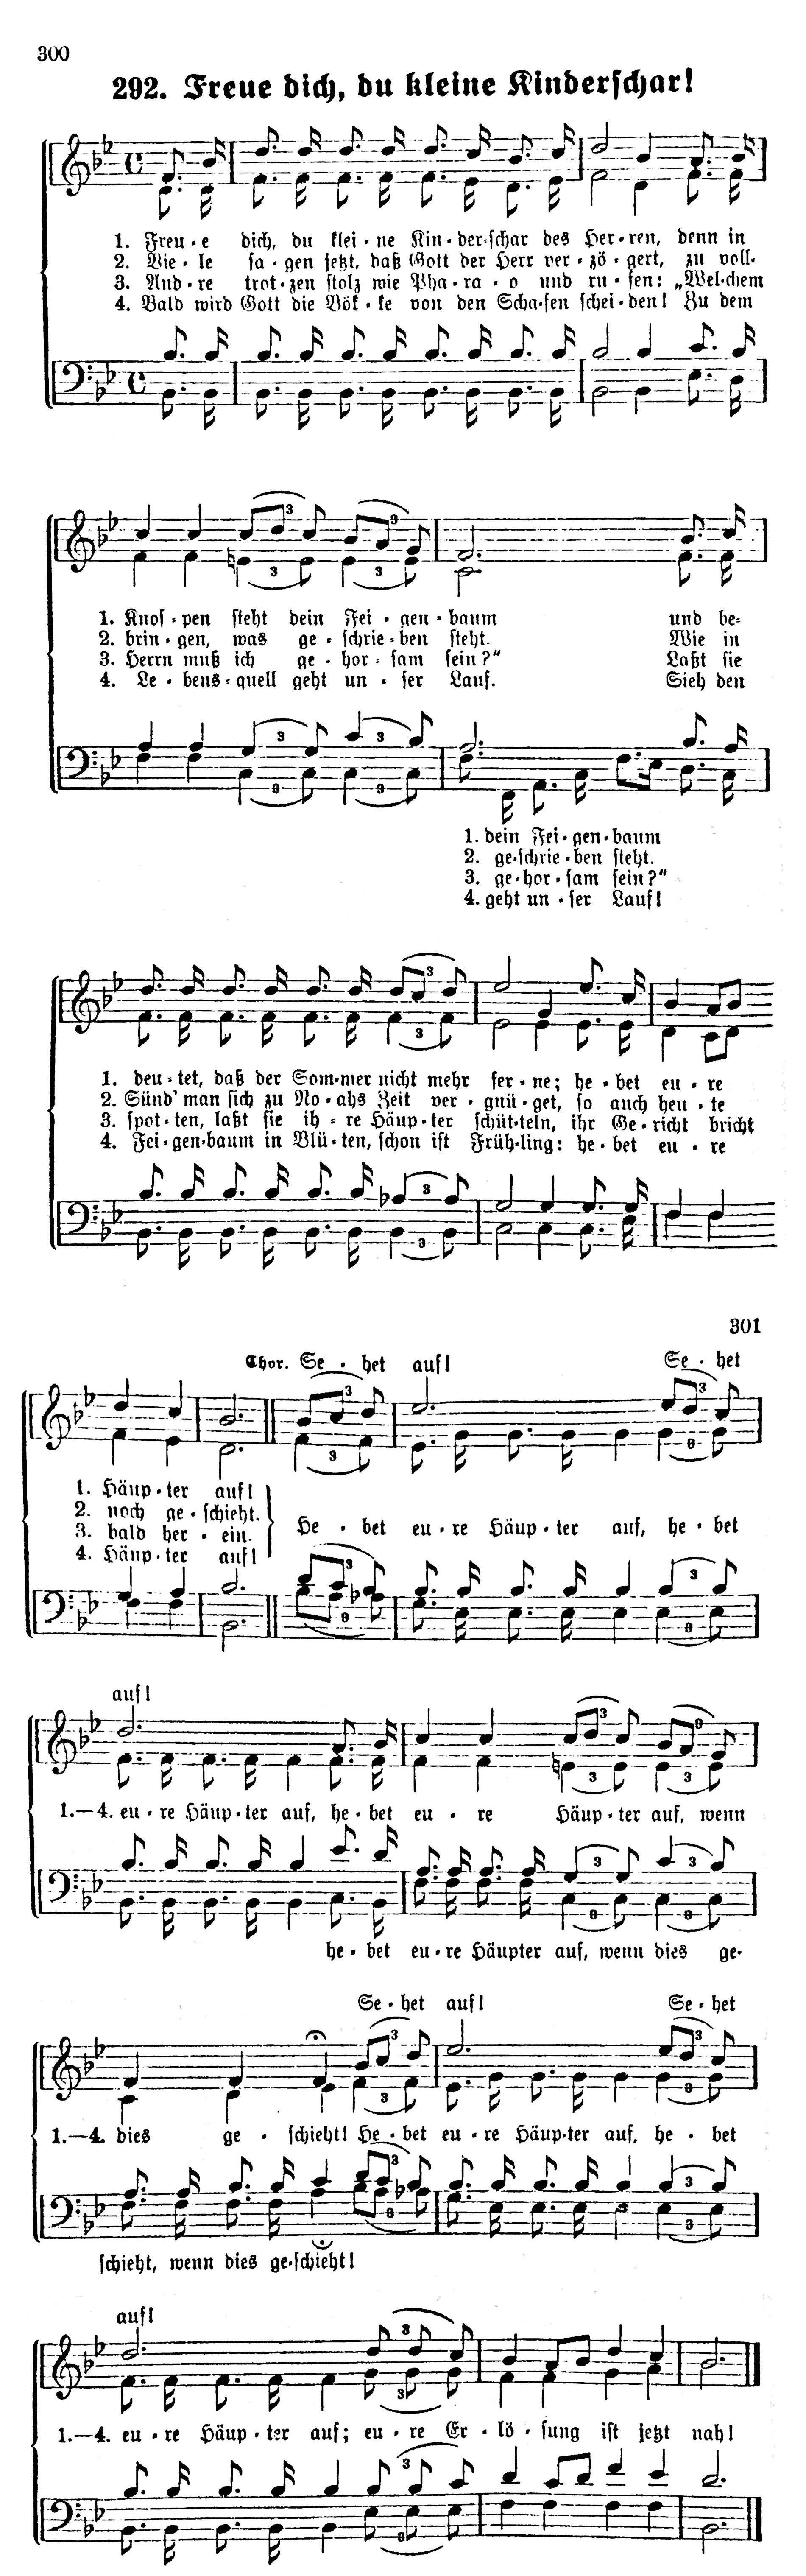 300
292. Freue dich, du kleine Kinderschar!
1. Freu-e dich, du klei-ne Kin-der-schar des Her-ren, denn in
2. Vie-le sa-gen jetzt, daß Gott der Herr ver-zö-gert, zu voll-
3. And-re trot-zen stolz wie Pha-ra-o und ru-fen: „Wel-chem
4. Bald wird Gott die Bök-ke von den Scha-fen schei-den! Zu dem
1. Knos-pen steht dein Fei-gen-baum und be-
2. brin-gen, was ge-schrie-ben steht. Wie in
3. Herrn muß ich ge-hor-sam sein?“ Laßt sie
4. Le-bens-quell geht un-ser Lauf. Sieh den
1. dein Fei-gen-baum
2. ge-schrie-ben steht.
3. ge-hor-sam sein?“
4. geht un-ser Lauf!
1. deu-tet, daß der Som-mer nicht mehr fer-ne; he-bet eu-re
2. Sünd' man sich zu No-ahs Zeit ver-gnü-get, so auch heu-te
3. spot-ten, laßt sie ih-re Häup-ter schüt-teln, ihr Ge-richt bricht
4. Fei-gen-baum in Blü-ten, schon ist Früh-ling: he-bet eu-re
301
Chor. Se-het auf! Se-het
1. Häup-ter auf!
2. noch ge-schieht.
3. bald her-ein.
4. Häup-ter auf!
He-bet eu-re Häup-ter auf, he-bet
auf!
1.—4. eu-re Häup-ter auf, he-bet eu-re Häup-ter auf, wenn
he-bet eu-re Häupter auf, wenn dies ge-
Se-het auf! Se-het
1.—4. dies ge-schieht! He-bet eu-re Häup-ter auf, he-bet
schieht, wenn dies ge-schieht!
auf!
1.—4. eu-re Häup-ter auf; eu-re Er-lö-sung ist jetzt nah!